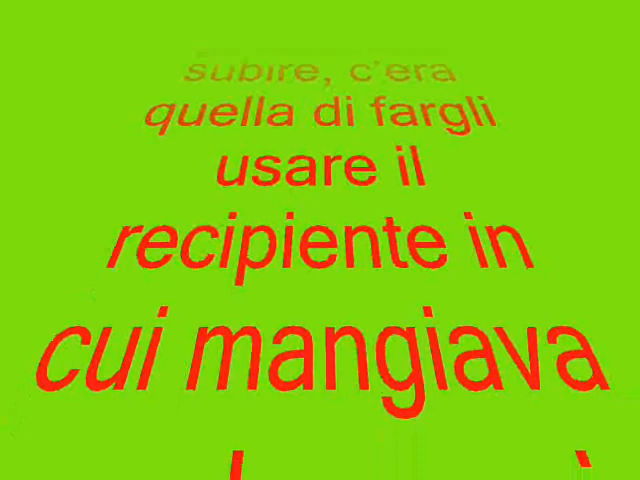 subire, c'era
quella di fargli
usare il
recipiente in
cui mangiava